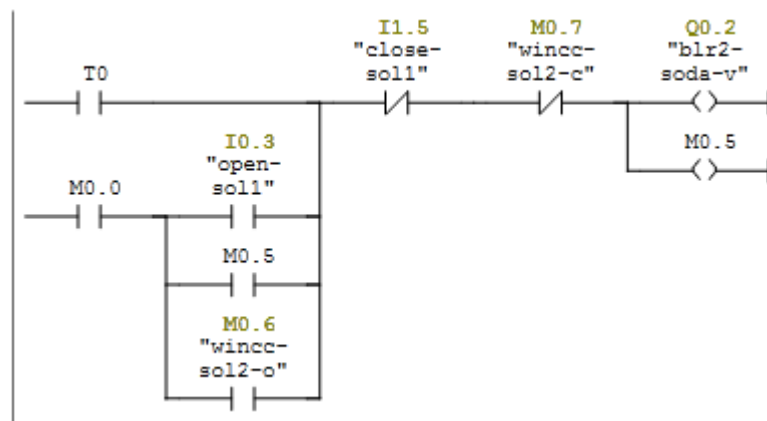 I1.5
"close-
sol1"
M0.7
"wincc-
sol2-c"
Q0.2
"blr2-
soda-v"
T0
M0.5
I0.3
"open-
sol1"
M0.0
M0.5
M0.6
"wincc-
sol2-o"